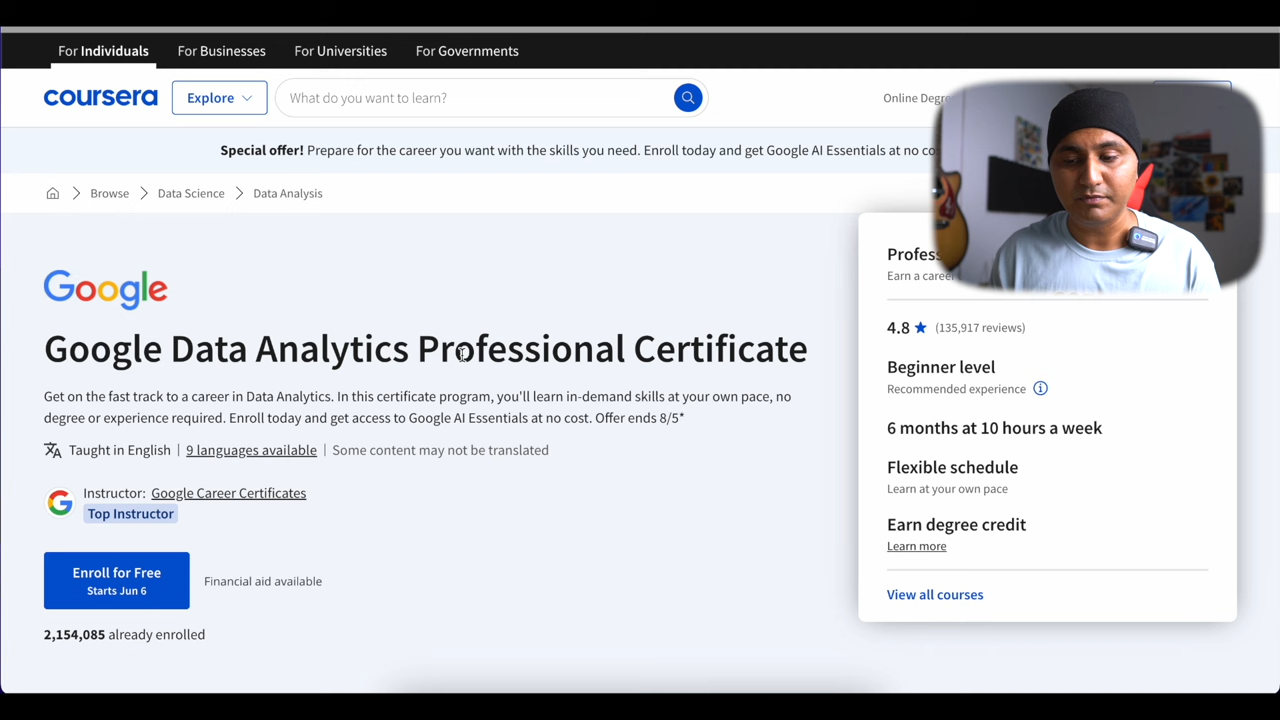 For Individuals For Businesses For Universities For Governments
coursera Explore What do you want to learn? Online
Special offer! Prepare for the career you want with the skills you need. Enroll today and get Google AI Essentials at no
Browse Data Science Data Analysis
Google
Google Data Analytics Professional Certificate
Get on the fast track to a career in Data Analytics. In this certificate program, you'll learn in-demand skills at your own pace, no
degree or experience required. Enroll today and get access to Google AI Essentials at no cost. Offer ends 8/5*
Taught in English | 9 languages available | Some content may not be translated
Instructor: Google Career Certificates
Top Instructor
Enroll for Free
Starts Jun 6
Financial aid available
2,154,085 already enrolled
Earn a
4.8 (135,917 reviews)
Beginner level
Recommended experience
6 months at 10 hours a week
Flexible schedule
Learn at your own pace
Earn degree credit
Learn more
View all courses